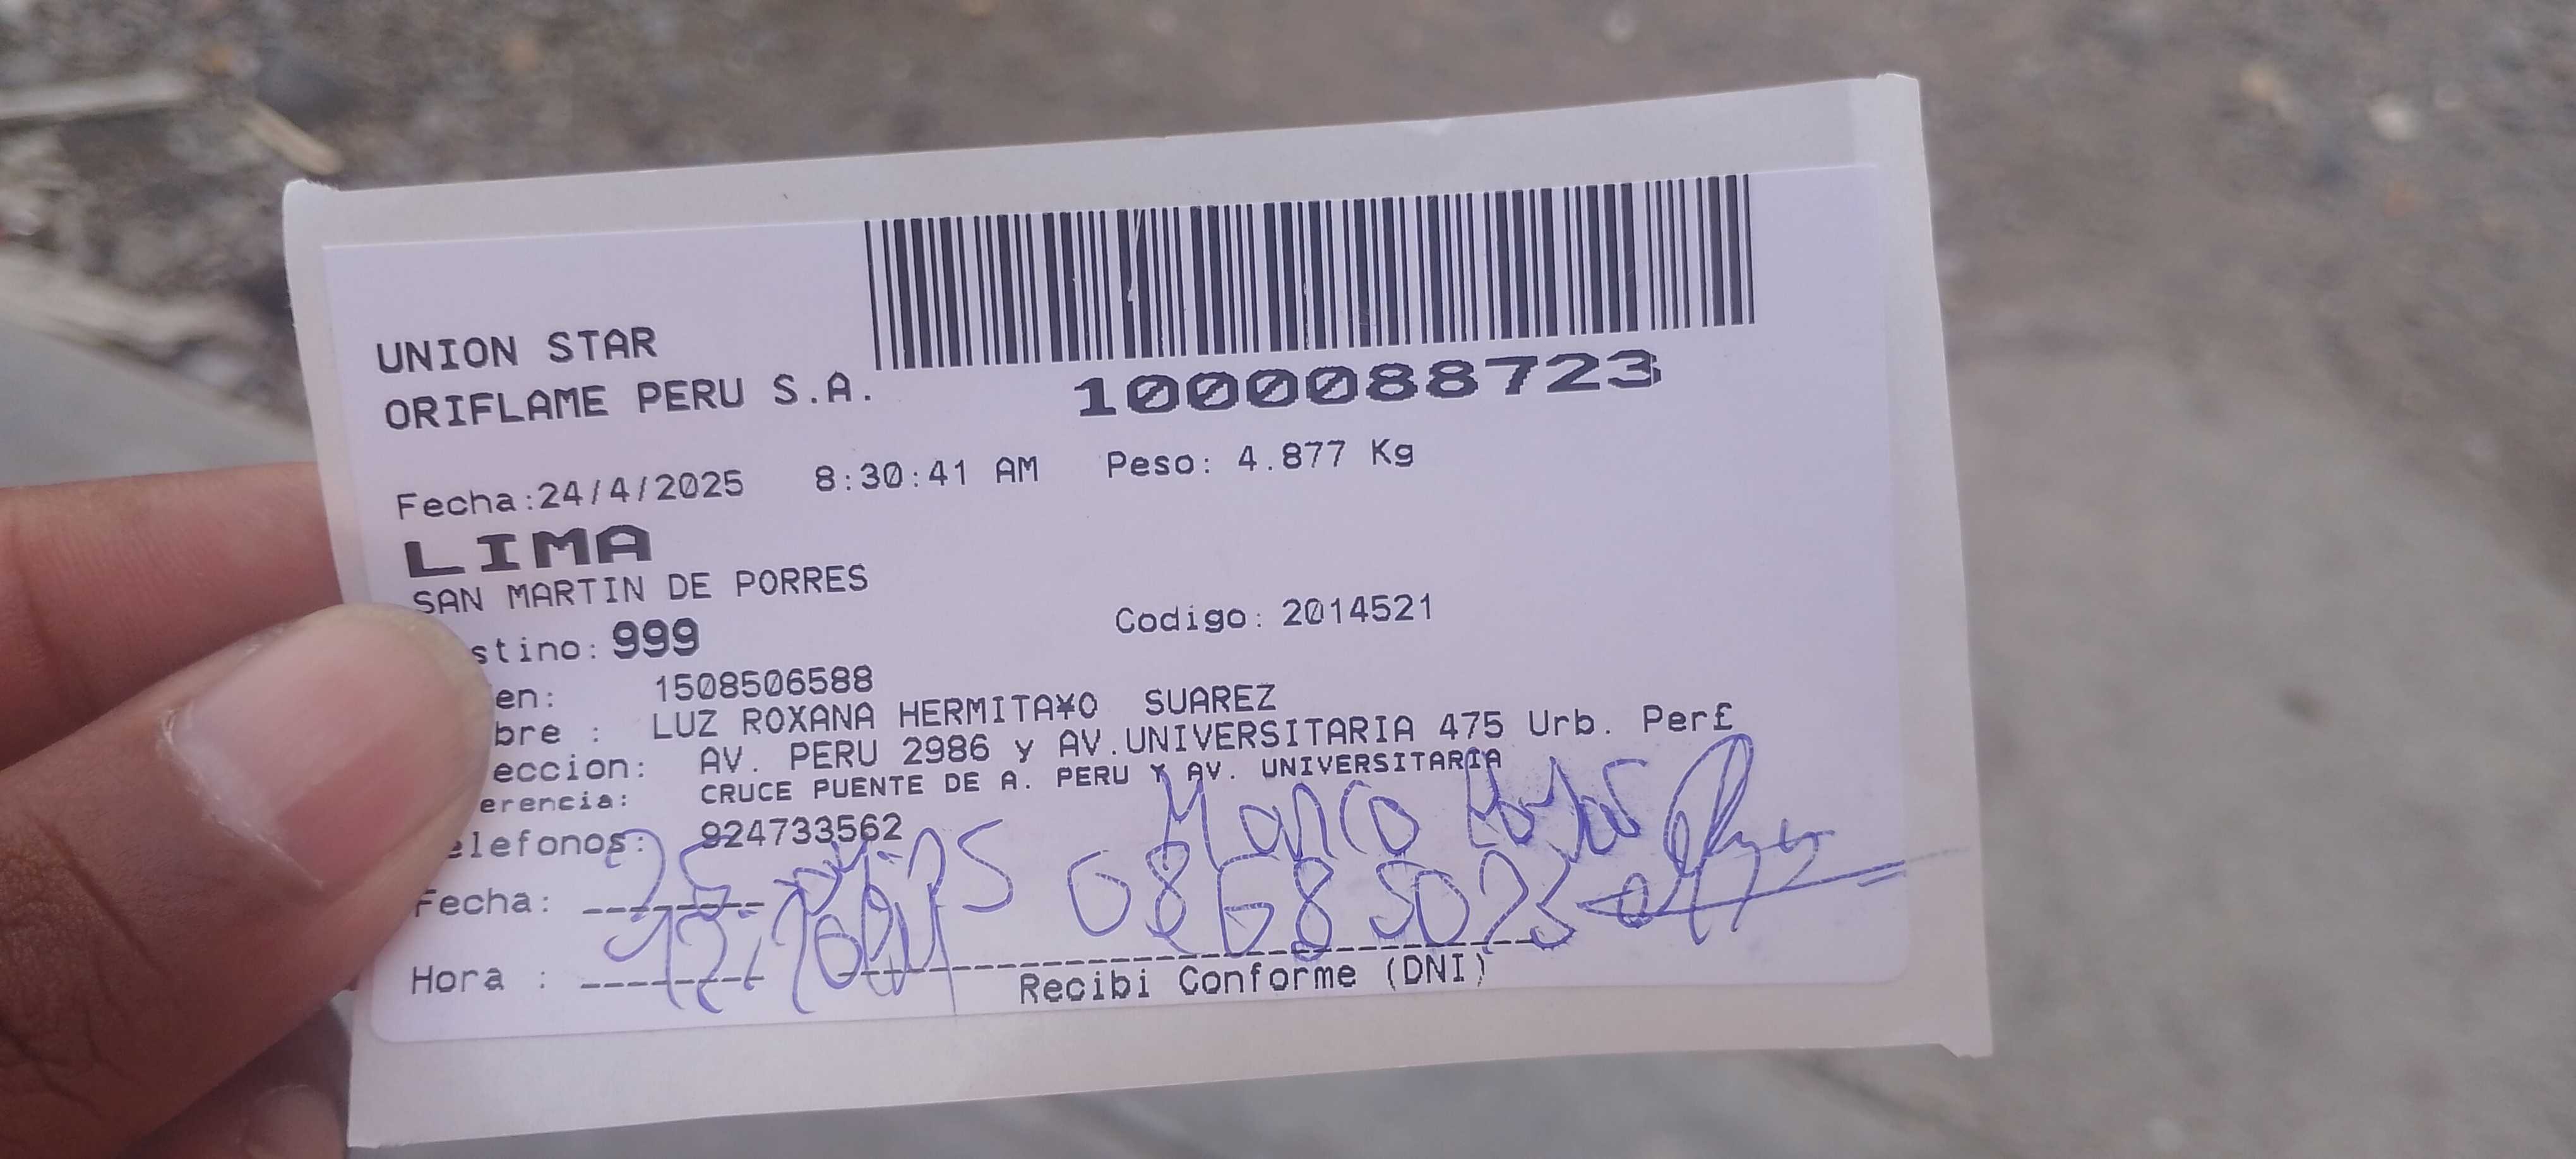 UNION STAR
ORIFLAME PERU S.A.
1000088723
Fecha:24/4/2025 8:30:41 AM Peso: 4.877 Kg
LIMA
SAN MARTIN DE PORRES
stino: 999 Codigo: 2014521
en: 1508506588
bre : LUZ ROXANA HERMITA¥O SUAREZ
eccion: AV. PERU 2986 y AV.UNIVERSITARIA 475 Urb. Per£
erencia: CRUCE PUENTE DE A. PERU Y AV. UNIVERSITARIA
elefonos: 924733562
Marco
Fecha:
Hora :
Recibi Conforme (DNI)